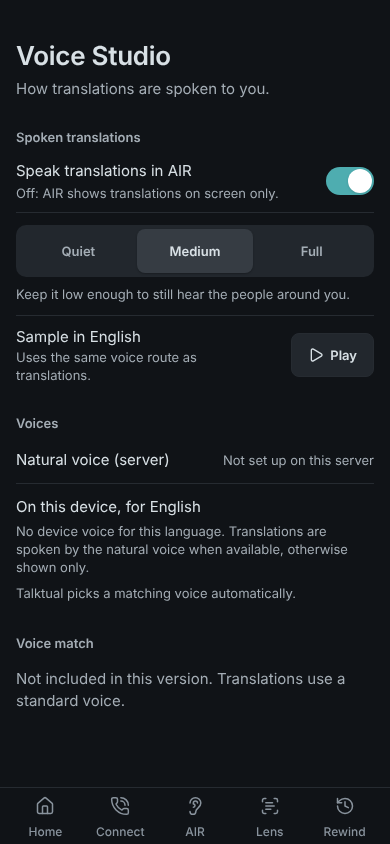 Voice Studio
How translations are spoken to you.
Spoken translations
Speak translations in AIR
Off: AIR shows translations on screen only.
Quiet
Medium
Full
Keep it low enough to still hear the people around you.
Sample in English
Uses the same voice route as
translations.
Play
Voices
Natural voice (server)
Not set up on this server
On this device, for English
No device voice for this language. Translations are
spoken by the natural voice when available, otherwise
shown only.
Talktual picks a matching voice automatically.
Voice match
Not included in this version. Translations use a
standard voice.
Home
Connect
AIR
Lens
Rewind